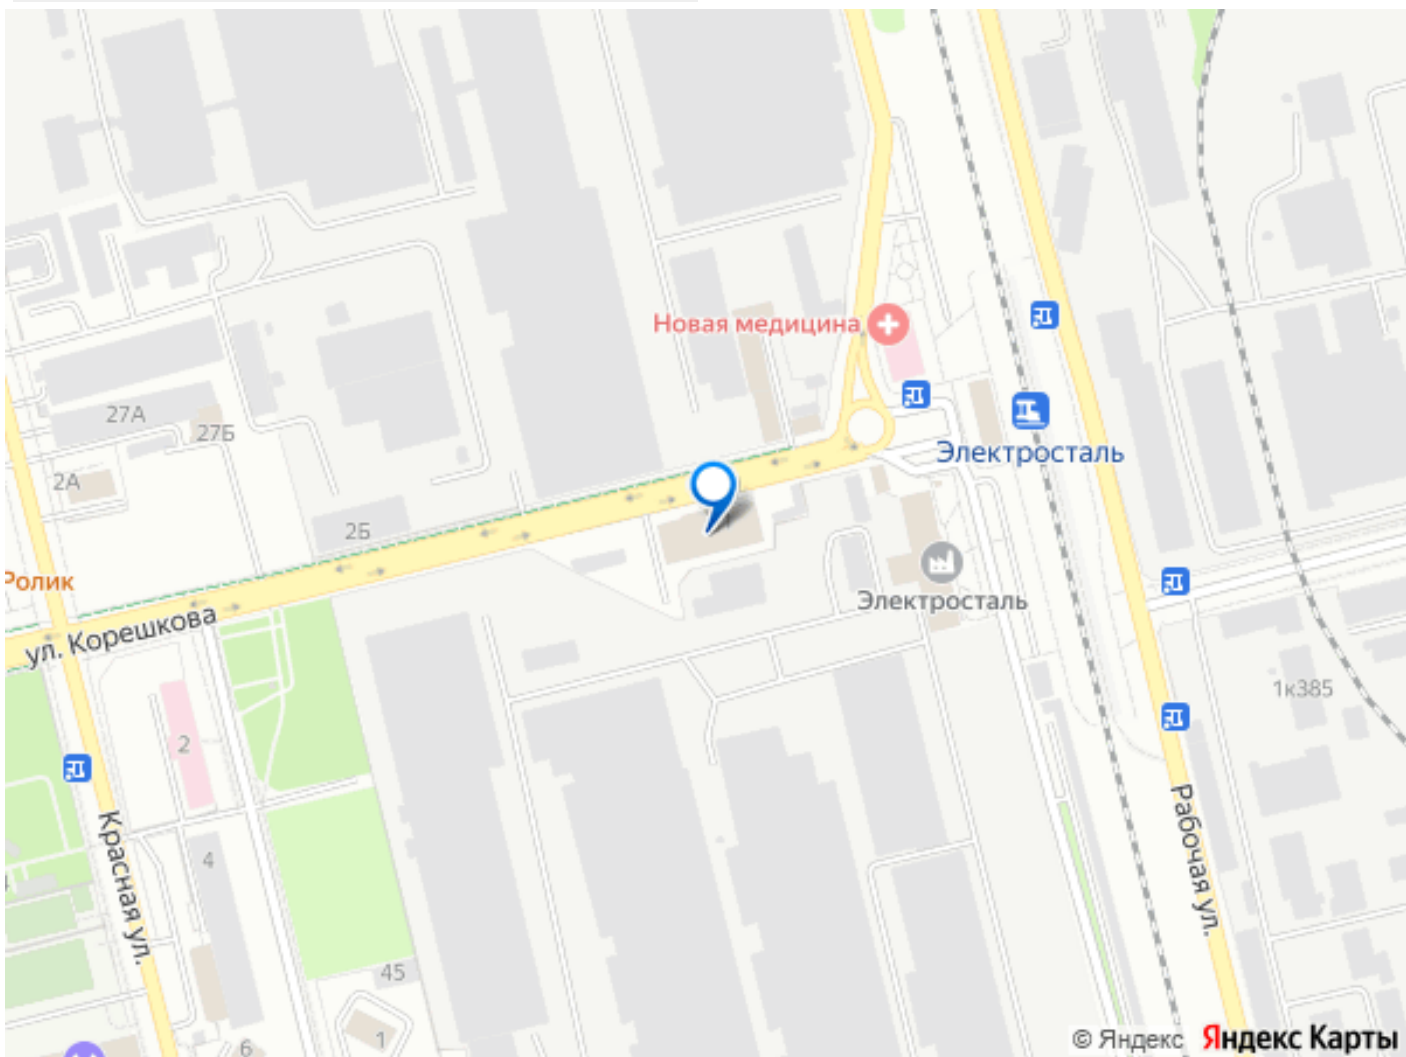 Новая медицина
27А
27Б
Электросталь
2А
2Б
Ролик
Электросталь
ул. Корешкова
1к385
2
Красная ул.
Рабочая ул.
4
45
1
6
© Яндекс Яндекс Карты